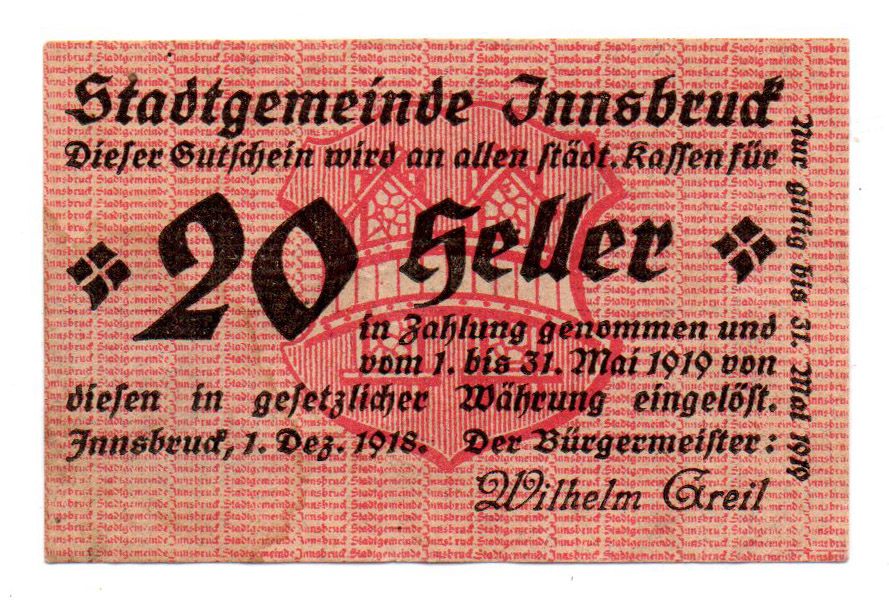 Stadtgemeinde Innsbruck
Dieser Gutschein wird an allen städt. Kassen für
20 Heller
in Zahlung genommen und
vom 1. bis 31. Mai 1919 von
diesen in gesetzlicher Währung eingelöst.
Innsbruck, 1. Dez. 1918. Der Bürgermeister:
Wilhelm Greil
Nur gültig bis 31. Mai 1919